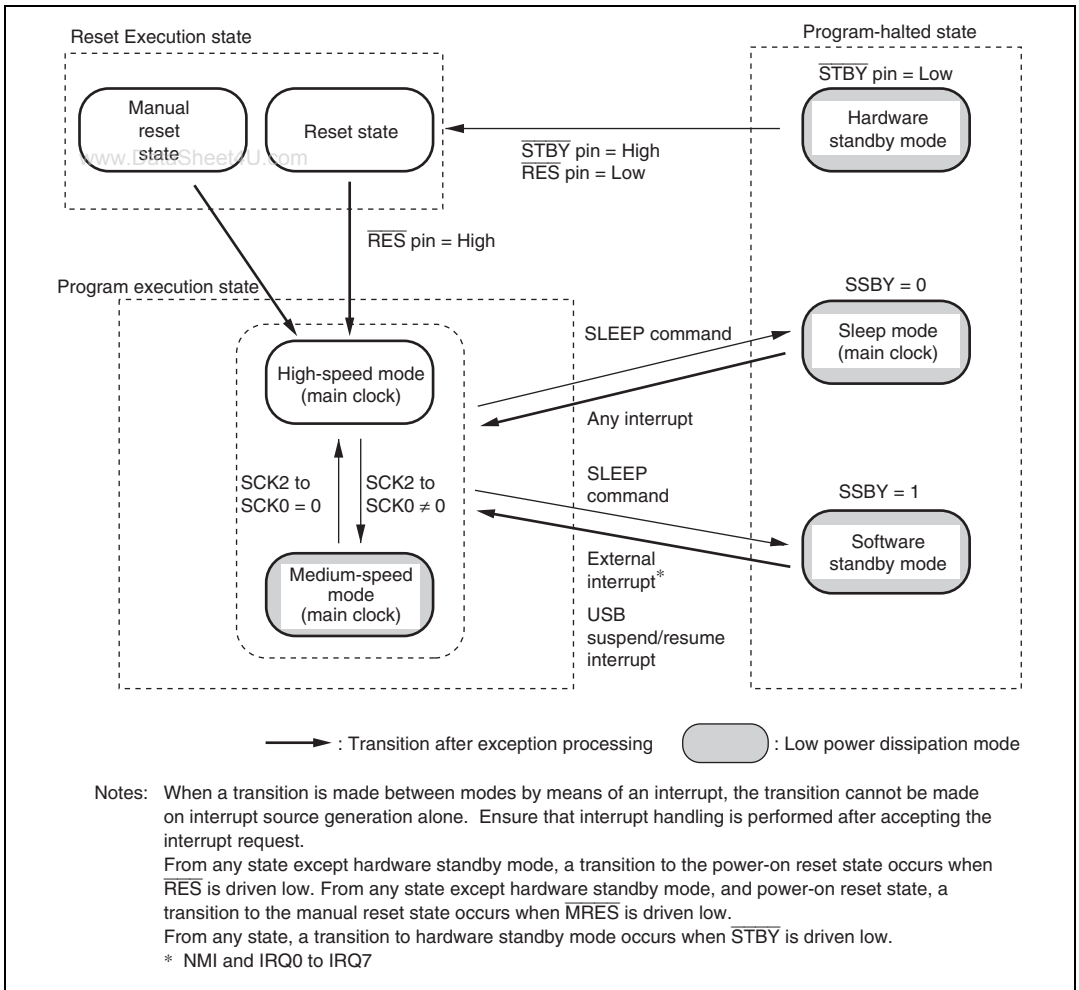 Reset Execution state
Program-halted state
Manual
reset
state
Reset state
www.DataSheet4U.com
STBY pin = High
RES pin = Low
STBY pin = Low
Hardware
standby mode
RES pin = High
Program execution state
High-speed mode
(main clock)
SCK2 to
SCK0 = 0
SCK2 to
SCK0 ≠ 0
Medium-speed
mode
(main clock)
SLEEP command
Any interrupt
SSBY = 0
Sleep mode
(main clock)
SLEEP
command
External
interrupt*
USB
suspend/resume
interrupt
SSBY = 1
Software
standby mode
: Transition after exception processing
: Low power dissipation mode
Notes: When a transition is made between modes by means of an interrupt, the transition cannot be made
on interrupt source generation alone. Ensure that interrupt handling is performed after accepting the
interrupt request.
From any state except hardware standby mode, a transition to the power-on reset state occurs when
RES is driven low. From any state except hardware standby mode, and power-on reset state, a
transition to the manual reset state occurs when MRES is driven low.
From any state, a transition to hardware standby mode occurs when STBY is driven low.
* NMI and IRQ0 to IRQ7